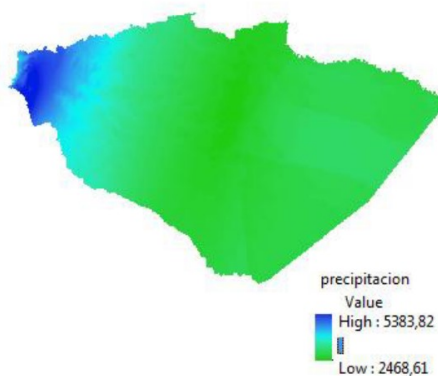 precipitacion
Value
High : 5383,82
Low : 2468,61